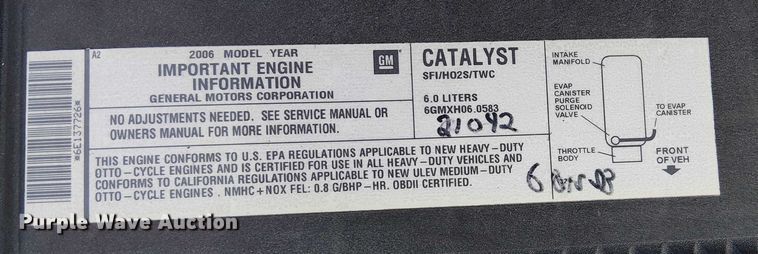 *6E137726*
A2
2006 MODEL YEAR
IMPORTANT ENGINE
INFORMATION
GENERAL MOTORS CORPORATION
GM
NO ADJUSTMENTS NEEDED. SEE SERVICE MANUAL OR
OWNERS MANUAL FOR MORE INFORMATION.
CATALYST
SFI/HO2S/TWC
6.0 LITERS
6GMXH06.0583
21042
THIS ENGINE CONFORMS TO U.S. EPA REGULATIONS APPLICABLE TO NEW HEAVY-DUTY
OTTO-CYCLE ENGINES AND IS CERTIFIED FOR USE IN ALL HEAVY-DUTY VEHICLES AND
CONFORMS TO CALIFORNIA REGULATIONS APPLICABLE TO NEW ULEV MEDIUM-DUTY
OTTO-CYCLE ENGINES. NMHC+NOX FEL: 0.8 G/BHP-HR. OBDII CERTIFIED.
INTAKE
MANIFOLD
EVAP
CANISTER
PURGE
SOLENOID
VALVE
TO EVAP
CANISTER
THROTTLE
BODY
FRONT
OF VEH
Purple Wave Auction
Purple Wave Auction